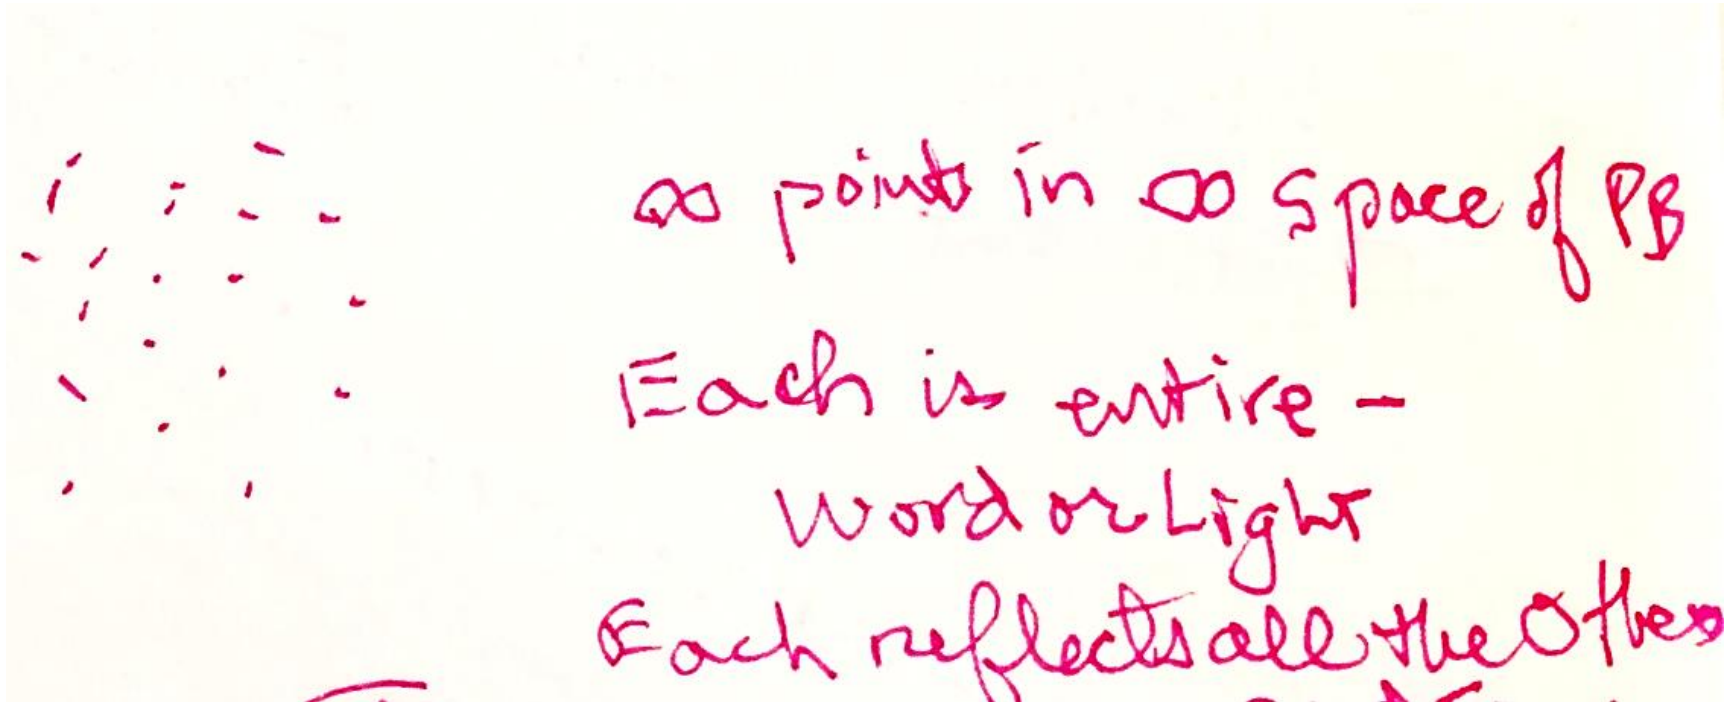 ∞ points in ∞ space of PB
Each is entire -
Word or Light
Each reflects all the Others